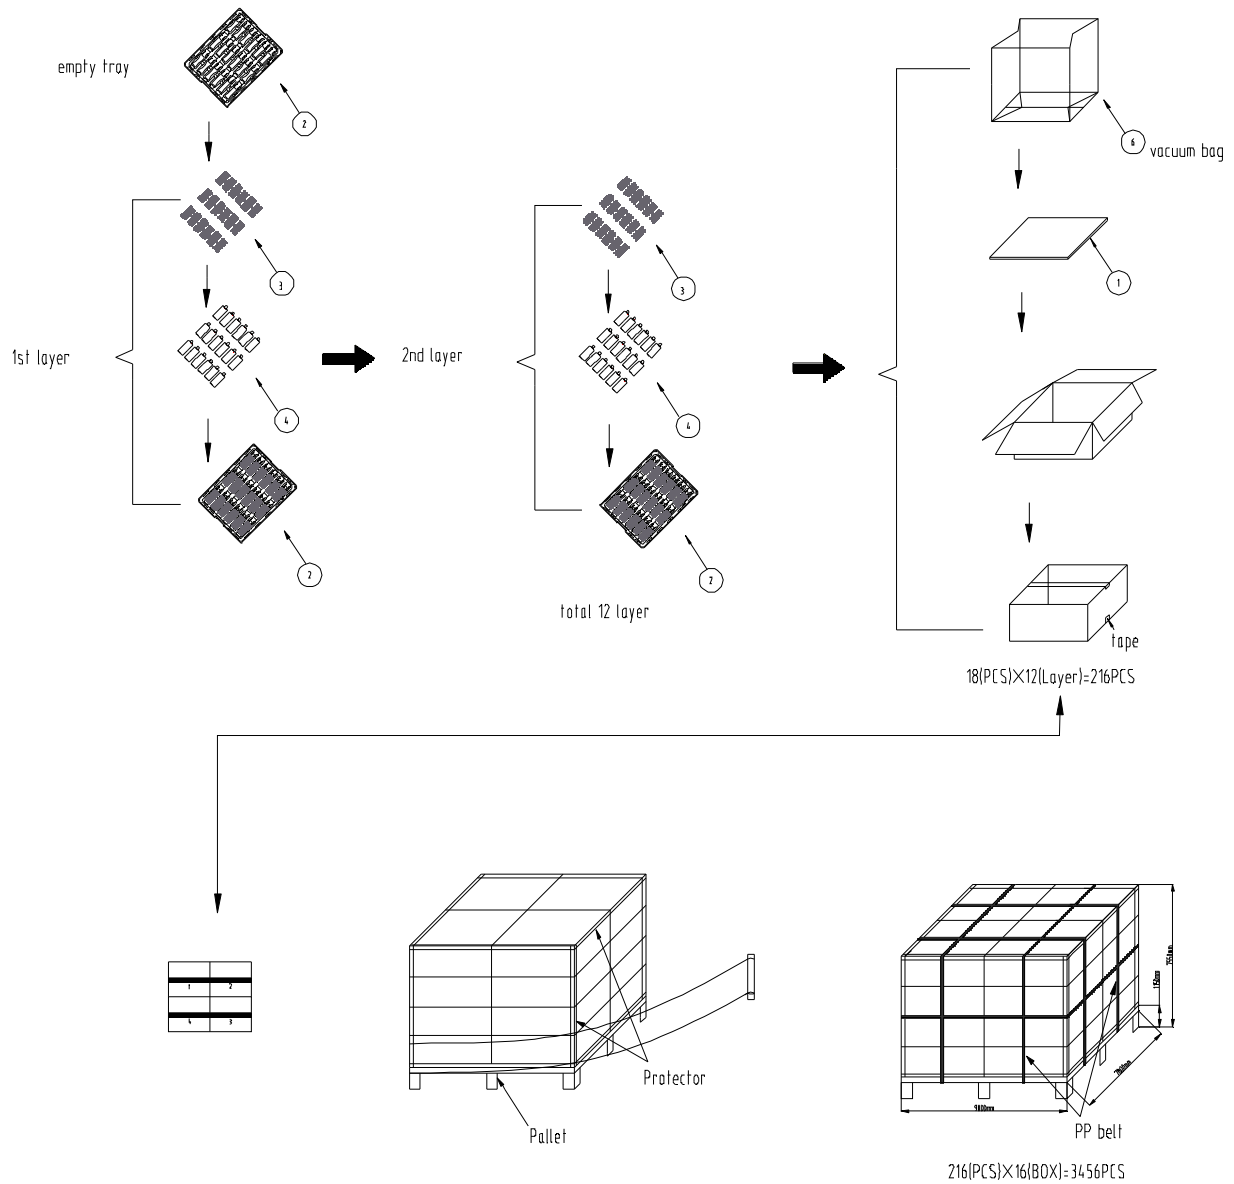 empty tray
2
6
vacuum bag
3
3
1
1st layer
2nd layer
4
4
2
2
total 12 layer
tape
18(PCS)X12(Layer)=216PCS
1 2
4 3
Protector
Pallet
PP belt
216(PCS)X16(BOX)=3456PCS